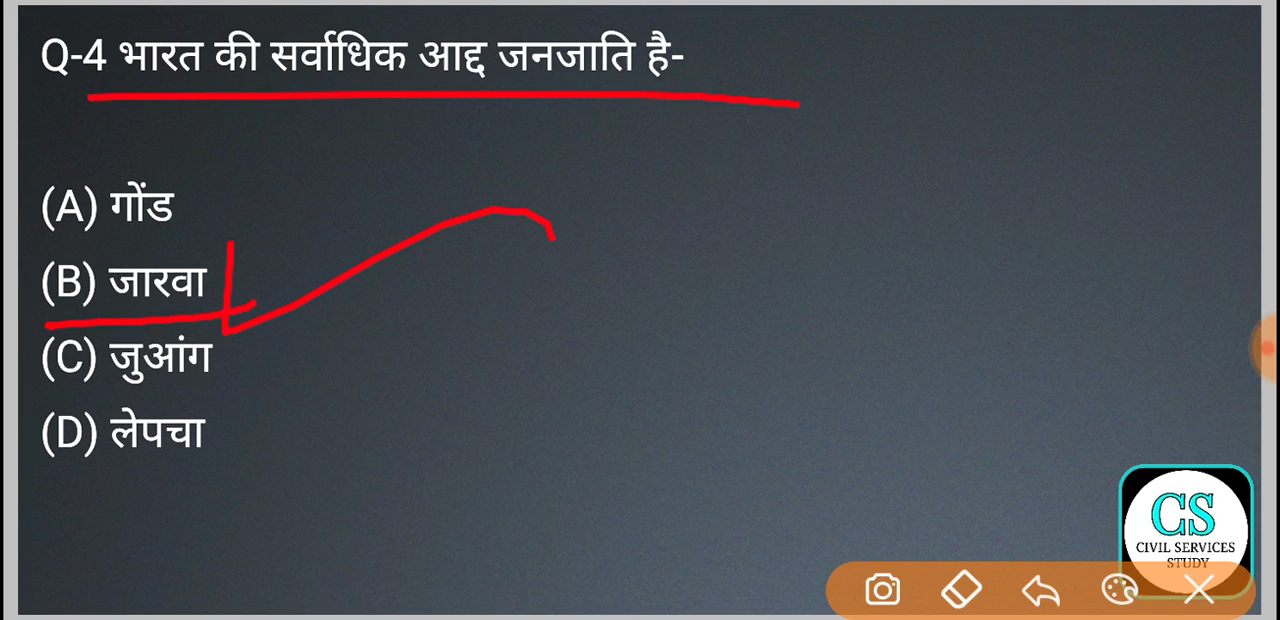 Q-4 भारत की सर्वाधिक आद्द जनजाति है-
(A) गोंड
(B) जारवा
(C) जुआंग
(D) लेपचा
CS
CIVIL SERVICES
STUDY